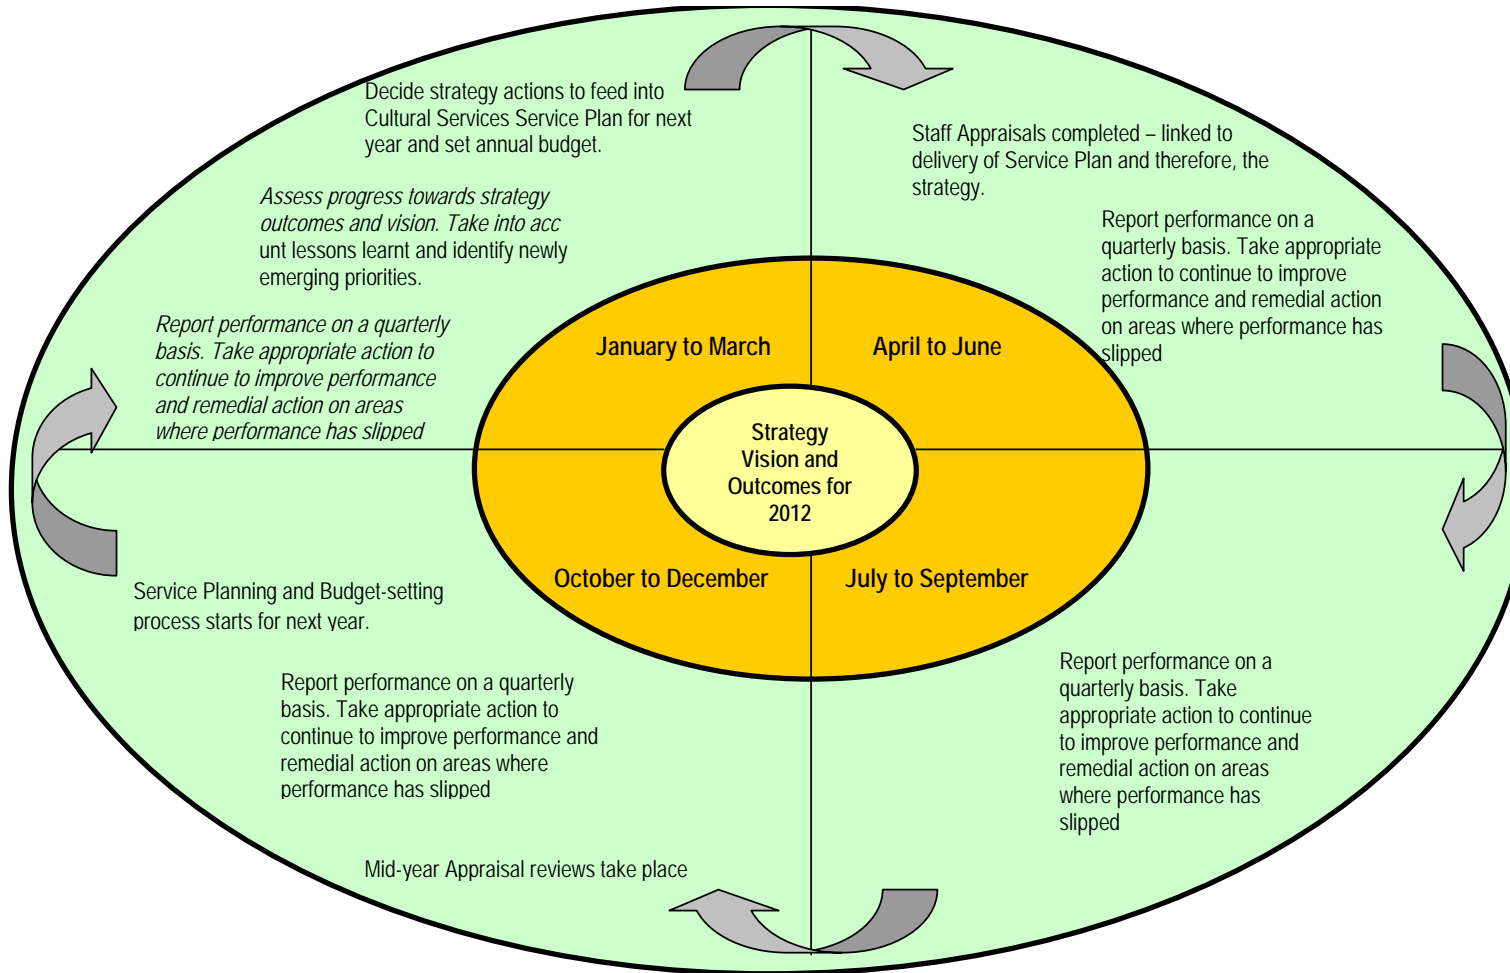 Decide strategy actions to feed into
Cultural Services Service Plan for next
year and set annual budget.
Assess progress towards strategy
outcomes and vision. Take into acc
unt lessons learnt and identify newly
emerging priorities.
Report performance on a quarterly
basis. Take appropriate action to
continue to improve performance
and remedial action on areas
where performance has slipped
Staff Appraisals completed – linked to
delivery of Service Plan and therefore, the
strategy.
Report performance on a
quarterly basis. Take appropriate
action to continue to improve
performance and remedial action
on areas where performance has
slipped
January to March
April to June
Strategy
Vision and
Outcomes for
2012
October to December
July to September
Service Planning and Budget-setting
process starts for next year.
Report performance on a quarterly
basis. Take appropriate action to
continue to improve performance and
remedial action on areas where
performance has slipped
Mid-year Appraisal reviews take place
Report performance on a
quarterly basis. Take
appropriate action to continue
to improve performance and
remedial action on areas
where performance has
slipped